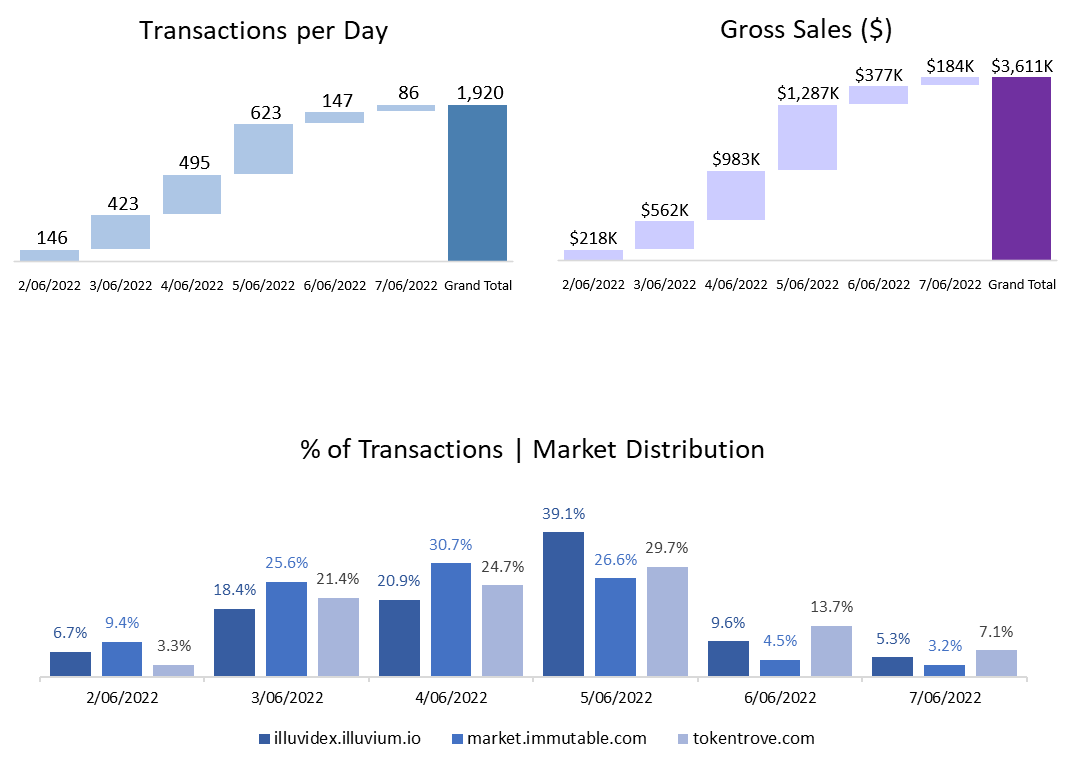 Transactions per Day
146
423
495
623
147
86
1,920
2/06/2022 3/06/2022 4/06/2022 5/06/2022 6/06/2022 7/06/2022 Grand Total
Gross Sales ($)
$218K
$562K
$983K
$1,287K
$377K
$184K
$3,611K
2/06/2022 3/06/2022 4/06/2022 5/06/2022 6/06/2022 7/06/2022 Grand Total
% of Transactions | Market Distribution
6.7%
9.4%
3.3%
18.4%
25.6%
21.4%
20.9%
30.7%
24.7%
39.1%
26.6%
29.7%
9.6%
4.5%
13.7%
5.3%
3.2%
7.1%
2/06/2022 3/06/2022 4/06/2022 5/06/2022 6/06/2022 7/06/2022
illuvidex.illuvium.io market.immutable.com tokentrove.com